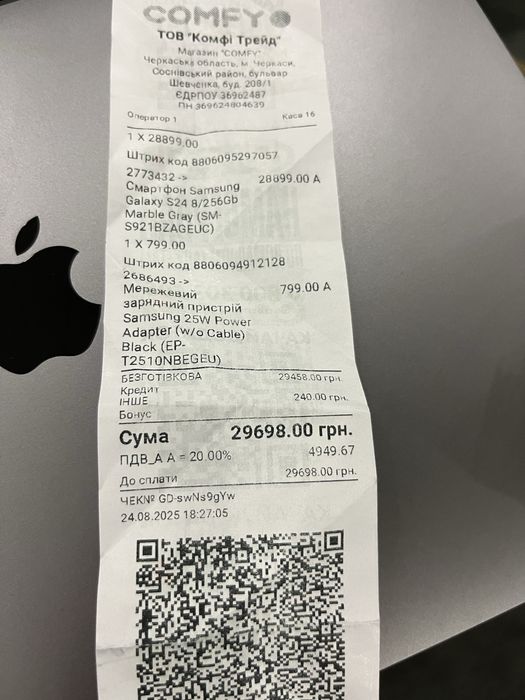 COMFY
ТОВ "Комфі Трейд"
Магазин "COMFY"
Черкаська область, м. Черкаси,
Соснівський район, бульвар
Шевченка, буд. 208/1
ЄДРПОУ 36962487
ПН 369624804639
Оператор 1 Каса 16
1 X 28899.00
Штрих код 8806095297057
2773432 -> 28899.00 А
Смартфон Samsung
Galaxy S24 8/256Gb
Marble Gray (SM-
S921BZAGEUC)
1 X 799.00
Штрих код 8806094912128
2686493 -> 799.00 А
Мережевий
зарядний пристрій
Samsung 25W Power
Adapter (w/o Cable)
Black (EP-
T2510NBEGEU)
БЕЗГОТІВКОВА 29458.00 грн.
Кредит
ІНШЕ 240.00 грн.
Бонус
Сума 29698.00 грн.
ПДВ_А А = 20.00% 4949.67
До сплати 29698.00 грн.
ЧЕК№ GD-swNs9gYw
24.08.2025 18:27:05